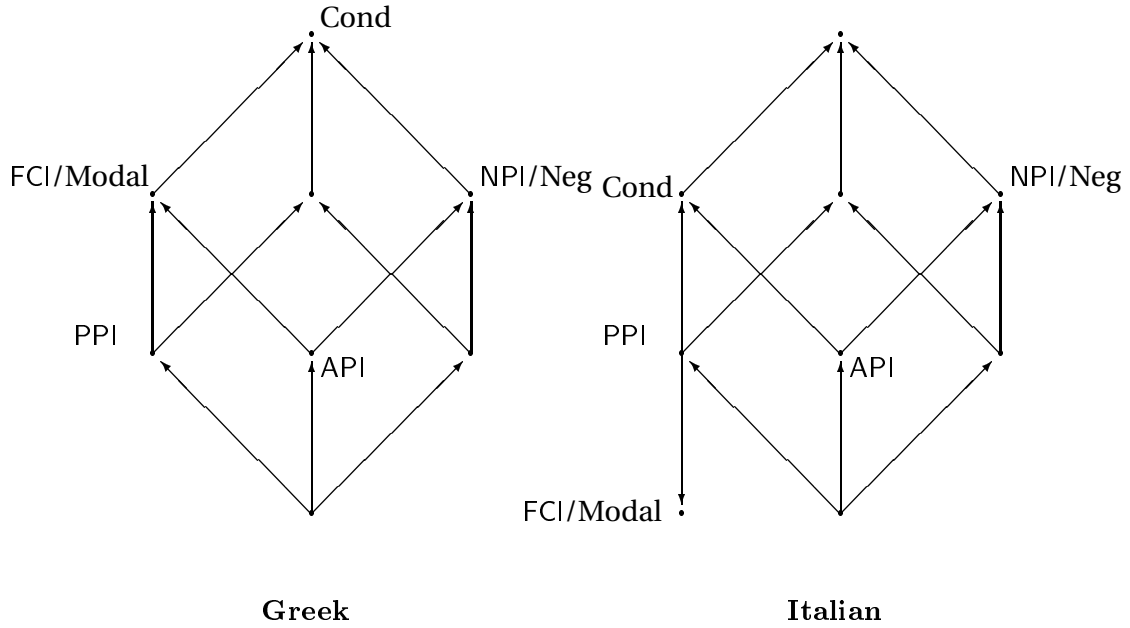 Cond
FCI/Modal
NPI/Neg
PPI
API
Greek
Cond
NPI/Neg
PPI
API
FCI/Modal
Italian